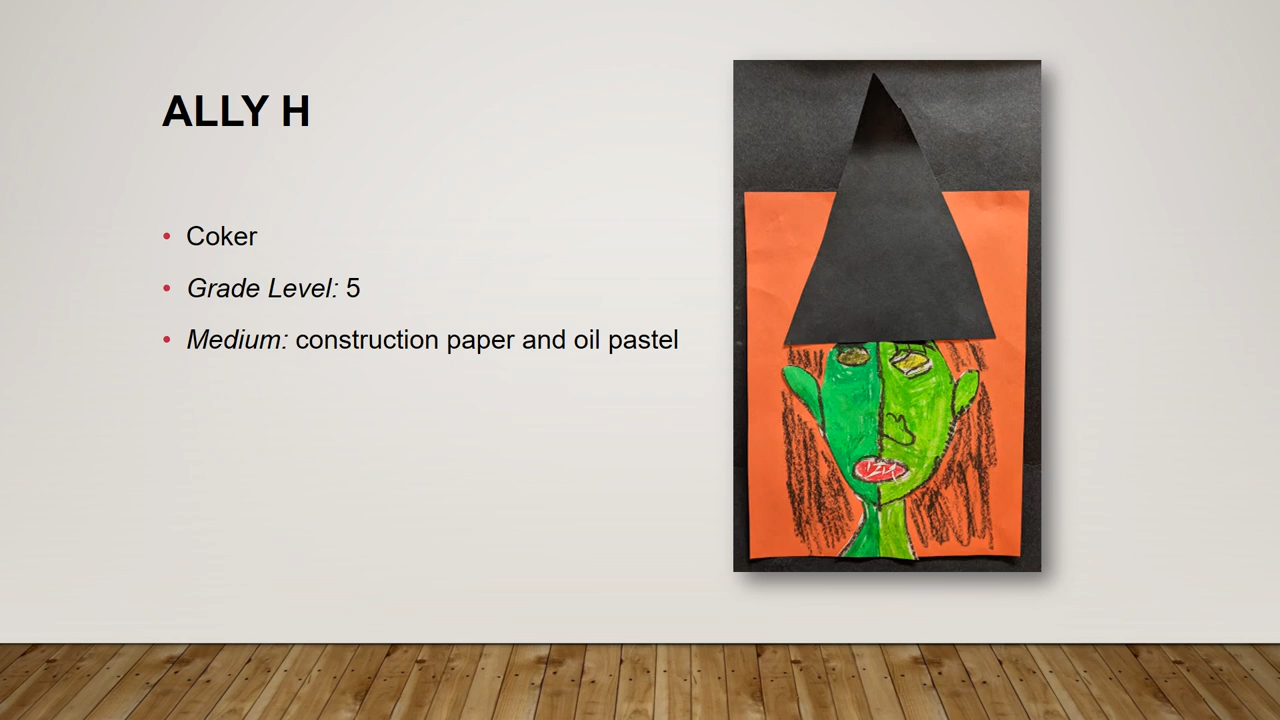 ALLY H
• Coker
• Grade Level: 5
• Medium: construction paper and oil pastel